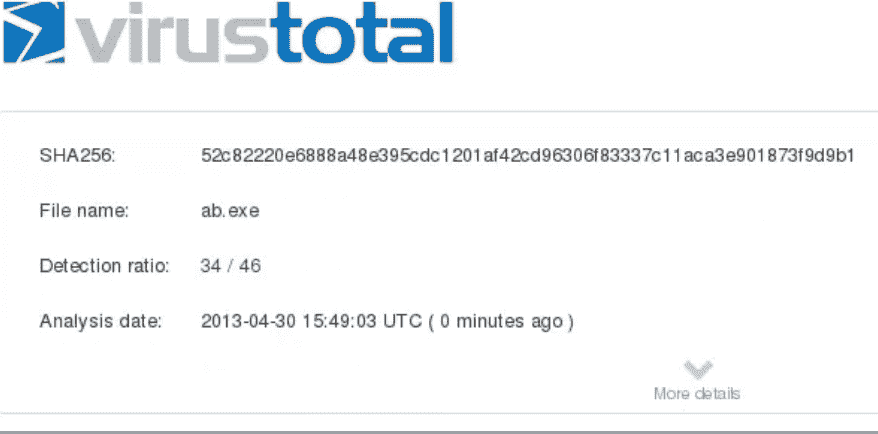 virustotal
SHA256: 52c82220e6888a48e395cdc1201af42cd96306f83337c11aca3e901873f9d9b1
File name: ab.exe
Detection ratio: 34 / 46
Analysis date: 2013-04-30 15:49:03 UTC ( 0 minutes ago )
More details